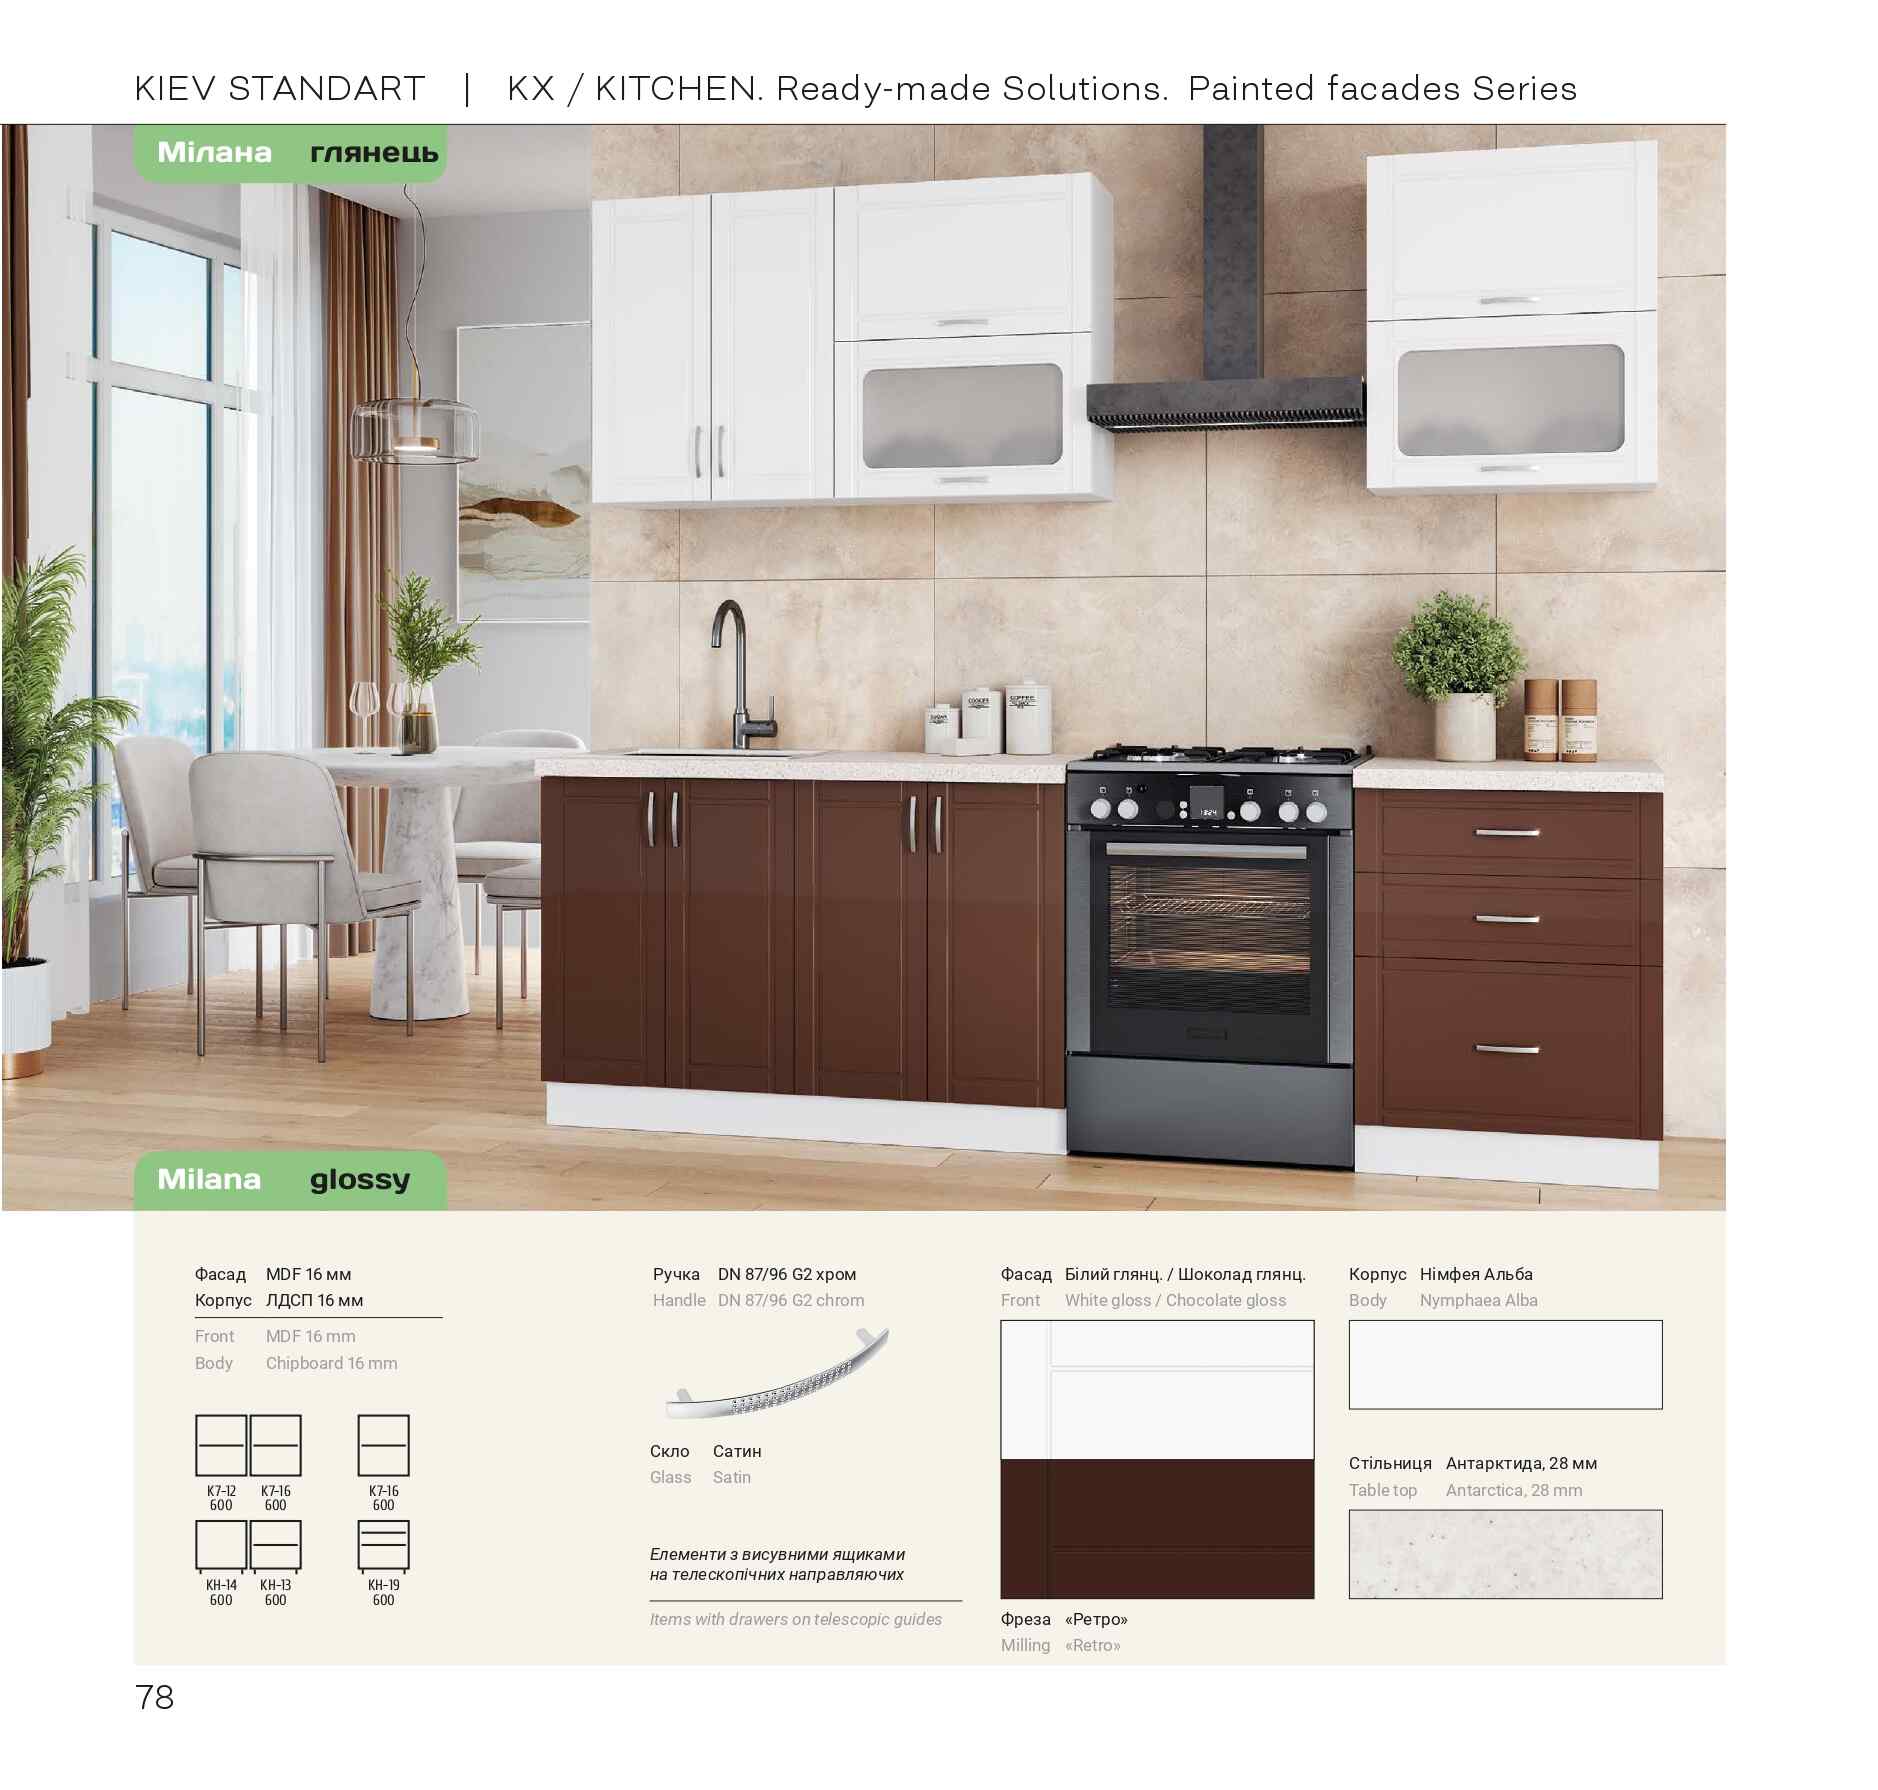 KIEV STANDART | KX / KITCHEN. Ready-made Solutions. Painted facades Series
Мілана глянець
SUGAR
COOKIES
COFFEE
Milana glossy
Фасад MDF 16 мм
Корпус ЛДСП 16 мм
Front MDF 16 mm
Body Chipboard 16 mm
К7-12 К7-16 К7-16
600 600 600
КН-14 КН-13 КН-19
600 600 600
Ручка DN 87/96 G2 хром
Handle DN 87/96 G2 chrom
Скло Сатин
Glass Satin
Елементи з висувними ящиками
на телескопічних направляючих
Items with drawers on telescopic guides
Фасад Білий глянц. / Шоколад глянц.
Front White gloss / Chocolate gloss
Фреза «Ретро»
Milling «Retro»
Корпус Німфея Альба
Body Nymphaea Alba
Стільниця Антарктида, 28 мм
Table top Antarctica, 28 mm
78